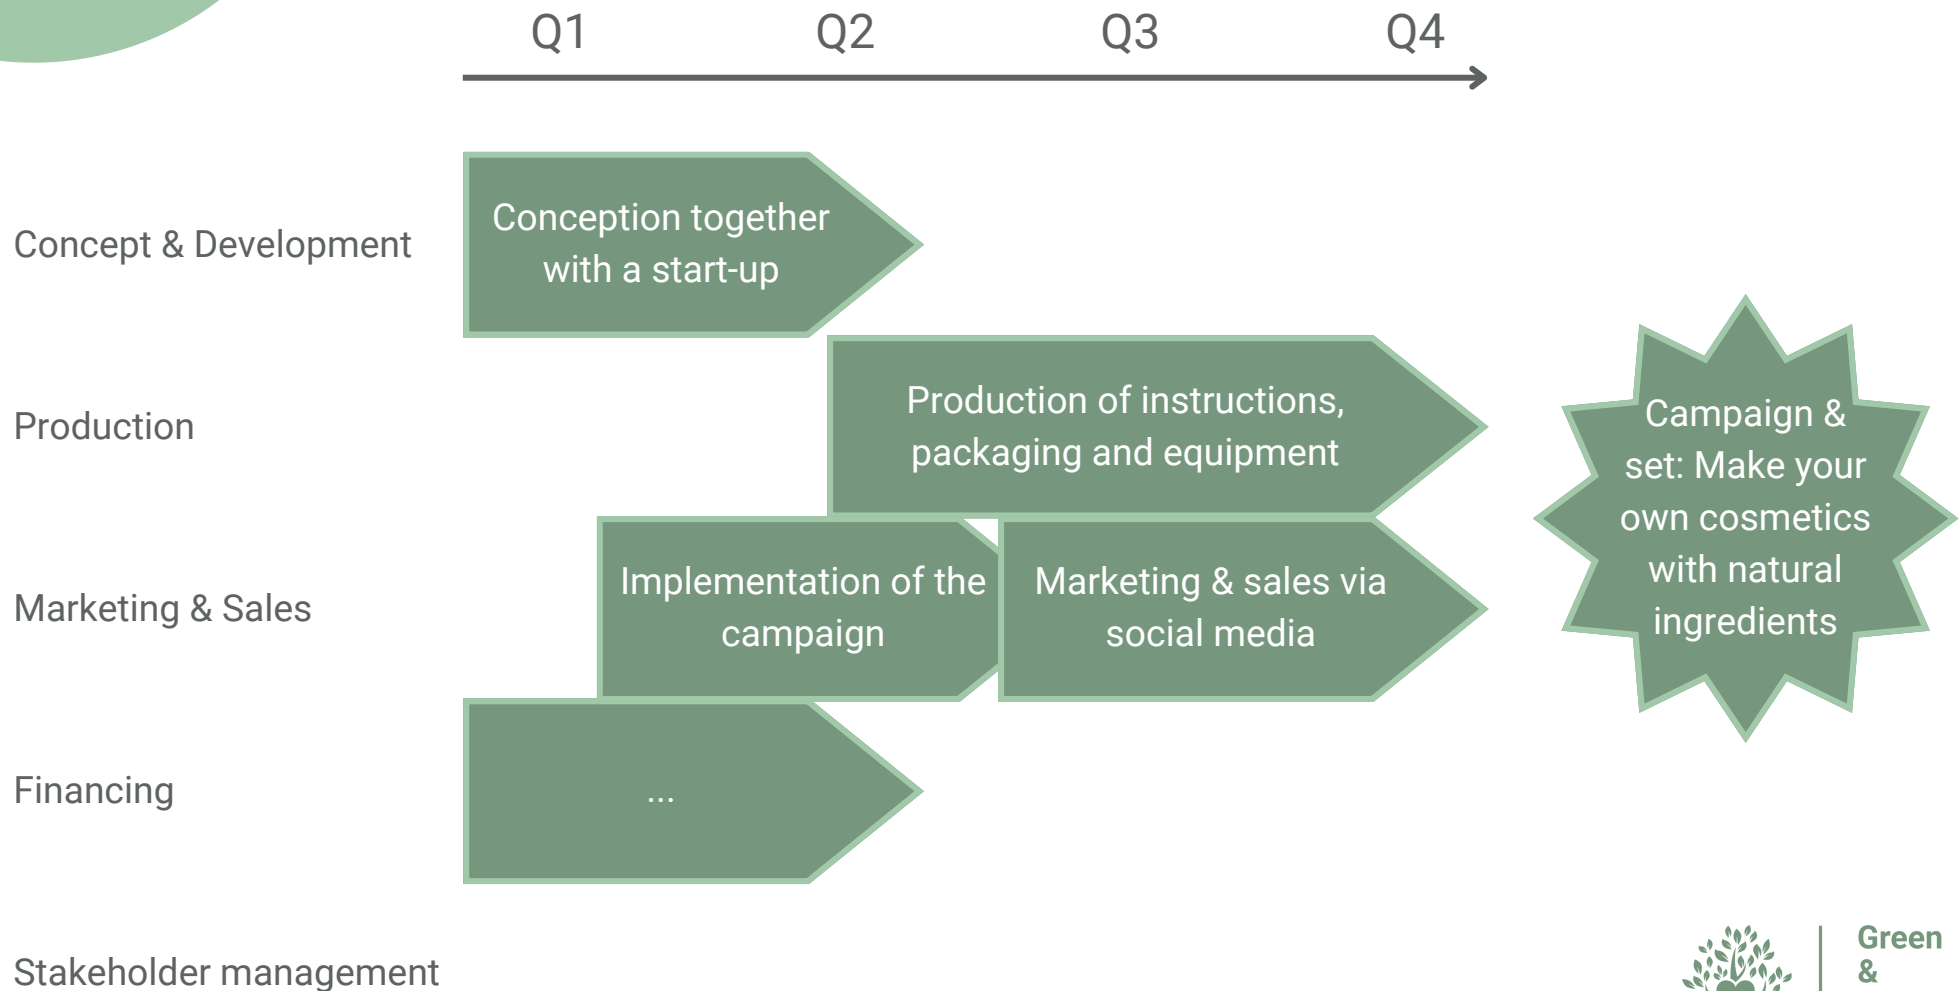 Q1 Q2 Q3 Q4
Concept & Development
Conception together
with a start-up
Production
Production of instructions,
packaging and equipment
Marketing & Sales
Implementation of the
campaign
Marketing & sales via
social media
Financing
...
Stakeholder management
Campaign &
set: Make your
own cosmetics
with natural
ingredients
Green
&